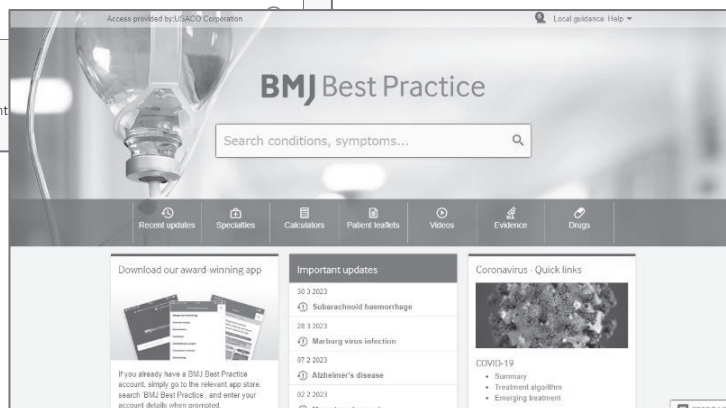 Access provided by:USACO Corporation
Local guidance Help
nt
BMJ Best Practice
Search conditions, symptoms...
Recent updates
Specialties
Calculators
Patient leaflets
Videos
Evidence
Drugs
Download our award-winning app
If you already have a BMJ Best Practice
account, simply go to the relevant app store,
search 'BMJ Best Practice', and enter your
account details when prompted.
Important updates
30 3 2023
Subarachnoid haemorrhage
28 3 2023
Marburg virus infection
07 2 2023
Alzheimer's disease
02 2 2023
Coronavirus - Quick links
COVID-19
Summary
Treatment algorithm
Emerging treatment